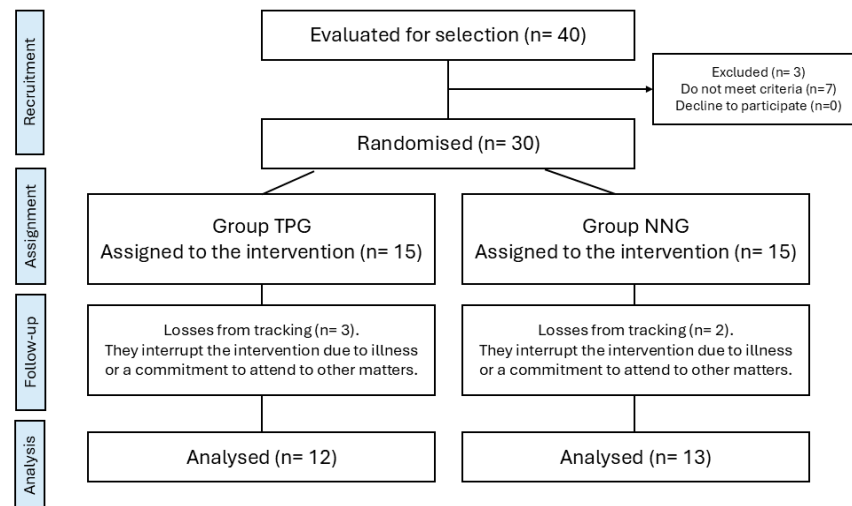 Recruitment
Evaluated for selection (n= 40)
Excluded (n= 3)
Do not meet criteria (n=7)
Decline to participate (n=0)
Randomised (n= 30)
Assignment
Group TPG
Assigned to the intervention (n= 15)
Group NNG
Assigned to the intervention (n= 15)
Follow-up
Losses from tracking (n= 3).
They interrupt the intervention due to illness
or a commitment to attend to other matters.
Losses from tracking (n= 2).
They interrupt the intervention due to illness
or a commitment to attend to other matters.
Analysis
Analysed (n= 12)
Analysed (n= 13)